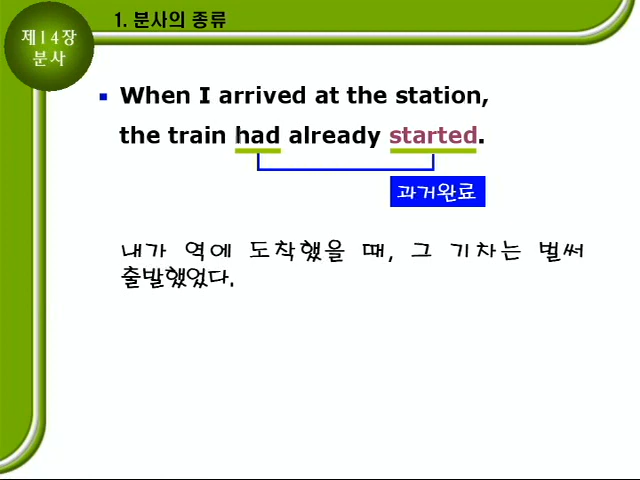 제14장
분사
1. 분사의 종류
When I arrived at the station,
the train had already started.
과거완료
내가 역에 도착했을 때, 그 기차는 벌써
출발했었다.